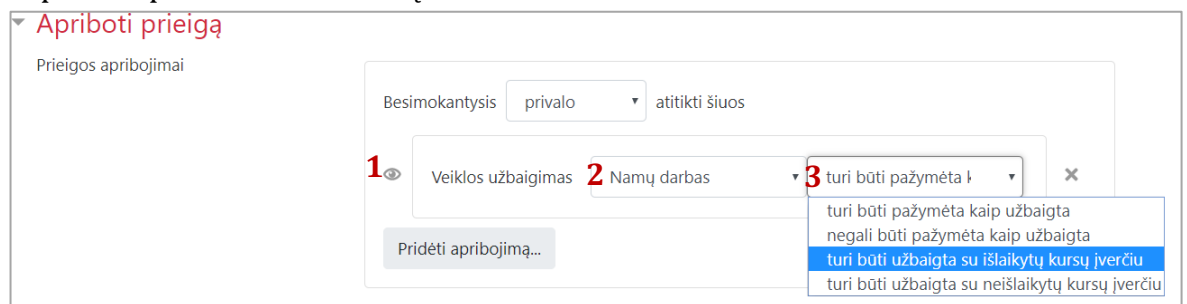 Apriboti prieigą
Prieigos apribojimai
Besimokantysis privalo atitikti šiuos
1 Veiklos užbaigimas 2 Namų darbas 3 turi būti pažymėta k
turi būti pažymėta kaip užbaigta
negali būti pažymėta kaip užbaigta
Pridėti apribojimą...
turi būti užbaigta su išlaikytų kursų įverčiu
turi būti užbaigta su neišlaikytų kursų įverčiu